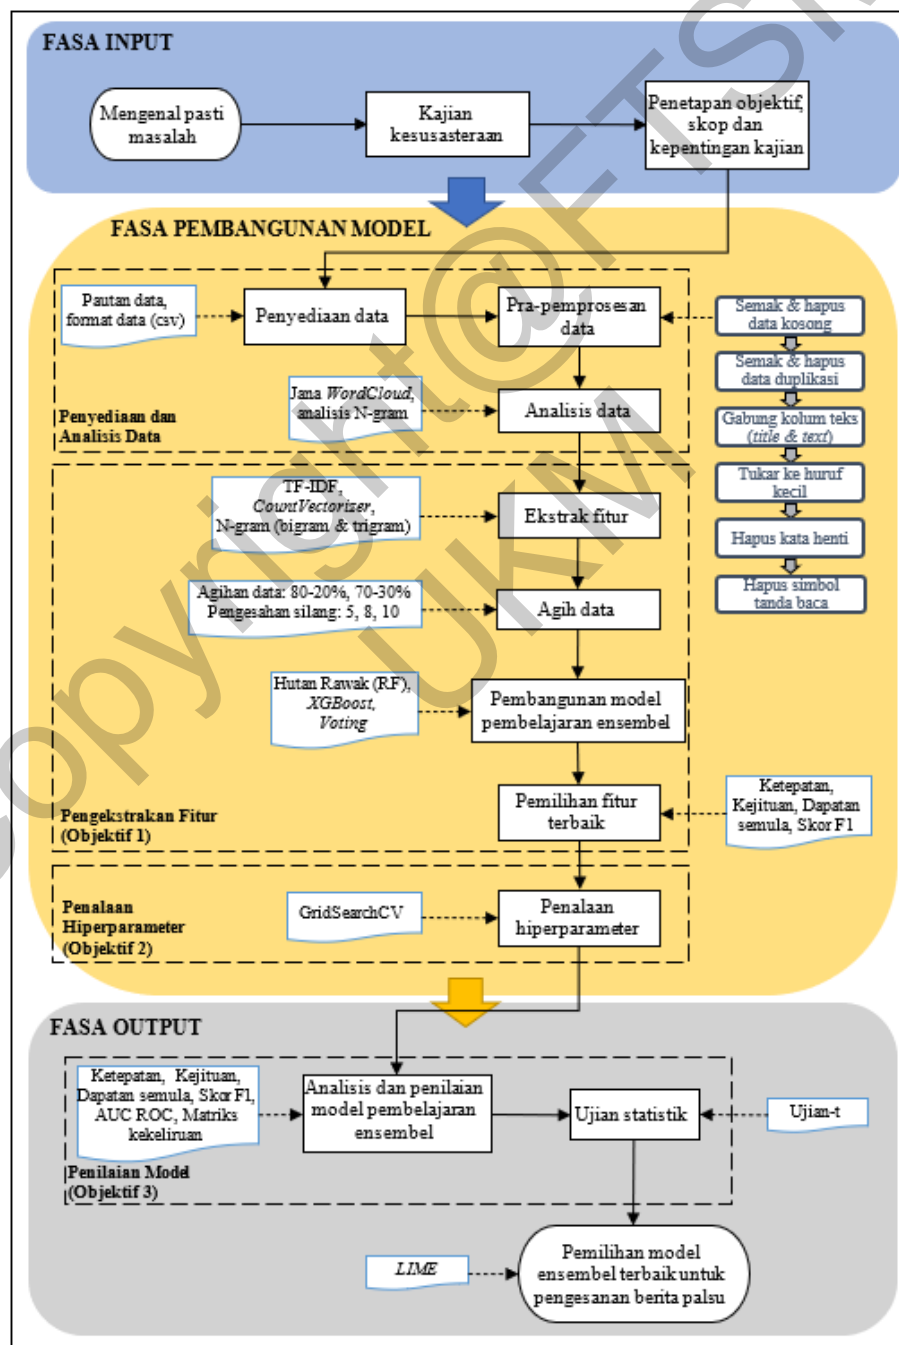 FASA INPUT
Mengenal pasti
masalah
Kajian
kesusasteraan
Penetapan objektif,
skop dan
kepentingan kajian
FASA PEMBANGUNAN MODEL
Pautan data,
format data (csv)
Penyediaan data
Pra-pemprosesan
data
Semak & hapus
data kosong
Semak & hapus
data duplikasi
Gabung kolum teks
(title & text)
Tukar ke huruf
kecil
Hapus kata henti
Hapus simbol
tanda baca
Jana WordCloud,
analisis N-gram
Analisis data
Penyediaan dan
Analisis Data
TF-IDF,
CountVectorizer,
N-gram (bigram & trigram)
Ekstrak fitur
Agihan data: 80-20%, 70-30%
Pengesahan silang: 5, 8, 10
Agih data
Hutan Rawak (RF),
XGBoost,
Voting
Pembangunan model
pembelajaran ensembel
Pemilihan fitur
terbaik
Ketepatan,
Kejituan, Dapatan
semula, Skor F1
Pengekstrakan Fitur
(Objektif 1)
Penalaan
Hiperparameter
(Objektif 2)
GridSearchCV
Penalaan
hiperparameter
FASA OUTPUT
Ketepatan, Kejituan,
Dapatan semula, Skor F1,
AUC ROC, Matriks
kekeliruan
Analisis dan penilaian
model pembelajaran
ensembel
Ujian statistik
Ujian-t
Penilaian Model
(Objektif 3)
LIME
Pemilihan model
ensembel terbaik untuk
pengesanan berita palsu
Copyright@FTSM
UKM